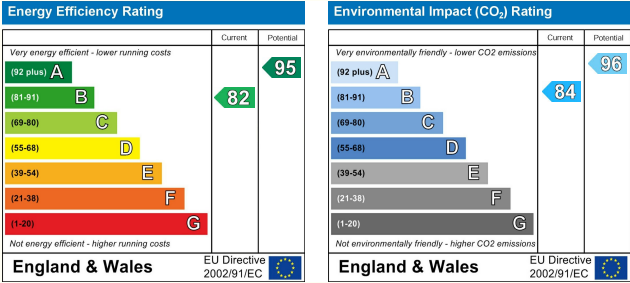 Energy Efficiency Rating
Current Potential
Very energy efficient - lower running costs
(92 plus) A
(81-91) B
(69-80) C
(55-68) D
(39-54) E
(21-38) F
(1-20) G
82
95
Not energy efficient - higher running costs
England & Wales
EU Directive
2002/91/EC
Environmental Impact (CO2) Rating
Current Potential
Very environmentally friendly - lower CO2 emissions
(92 plus) A
(81-91) B
(69-80) C
(55-68) D
(39-54) E
(21-38) F
(1-20) G
84
96
Not environmentally friendly - higher CO2 emissions
England & Wales
EU Directive
2002/91/EC